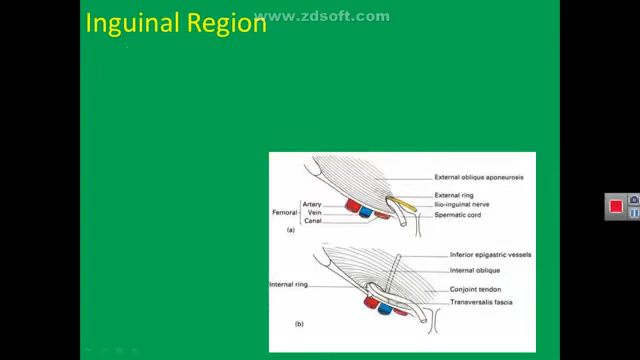 www.zdsoft.com
Inguinal Region
External oblique aponeurosis
External ring
Artery
Ilio-inguinal nerve
Femoral
Vein
Spermatic cord
Canal
(a)
Inferior epigastric vessels
Internal oblique
Internal ring
Conjoint tendon
Transversalis fascia
(b)